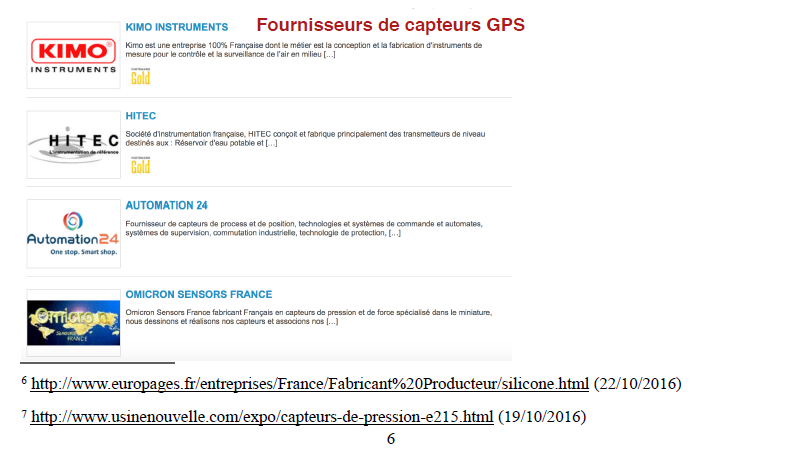 Fournisseurs de capteurs GPS
KIMO INSTRUMENTS
KIMO
INSTRUMENTS
Kimo est une entreprise 100% Française dont le métier est la conception et la fabrication d'instruments de
mesure pour le contrôle et la surveillance de l'air en milieu […]
Gold
HITEC
HITEC
L'instrumentation de référence
Société d'instrumentation française, HITEC conçoit et fabrique principalement des transmetteurs de niveau
destinés aux : Réservoir d'eau potable et […]
Gold
AUTOMATION 24
Automation24
One stop. Smart shop.
Fournisseur de capteurs de process et de position, technologies et systèmes de commande et automates,
systèmes de supervision, commutation industrielle, technologie de protection, […]
OMICRON SENSORS FRANCE
Omicron
FRANCE
Omicron Sensors France fabricant Français en capteurs de pression et de force spécialisé dans le miniature,
nous dessinons et réalisons nos capteurs et associons nos […]
6 http://www.europages.fr/entreprises/France/Fabricant%20Producteur/silicone.html (22/10/2016)
7 http://www.usinenouvelle.com/expo/capteurs-de-pression-e215.html (19/10/2016)
6